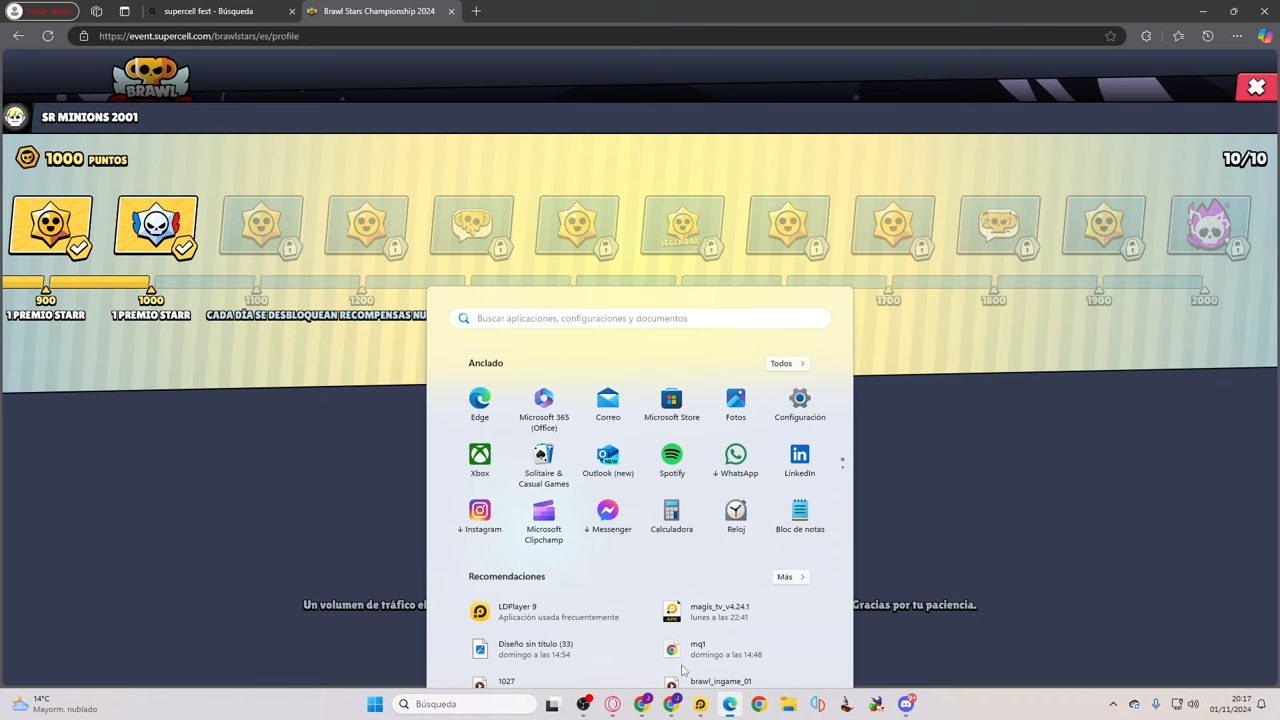 supercell fest - Búsqueda
Brawl Stars Championship 2024
https://event.supercell.com/brawlstars/es/profile
BRAWL
SR MINIONS 2001
1000 PUNTOS
10/10
LEGENDAR
900
1000
1100
1200
1700
1800
1900
2000
1 PREMIO STARR
1 PREMIO STARR
CADA DÍA SE DESBLOQUEAN RECOMPENSAS NU
Buscar aplicaciones, configuraciones y documentos
Anclado
Todos
Edge
Microsoft 365 (Office)
Correo
Microsoft Store
Fotos
Configuración
Xbox
Solitaire & Casual Games
Outlook (new)
Spotify
WhatsApp
LinkedIn
Instagram
Microsoft Clipchamp
Messenger
Calculadora
Reloj
Bloc de notas
Recomendaciones
Más
LDPlayer 9
Aplicación usada frecuentemente
magis_tv_v4.24.1
lunes a las 22:41
Diseño sin título (33)
domingo a las 14:54
mq1
domingo a las 14:48
1027
brawl_ingame_01
Un volumen de tráfico el
Gracias por tu paciencia.
14°C
Mayorm. nublado
Búsqueda
20:17
01/11/2024